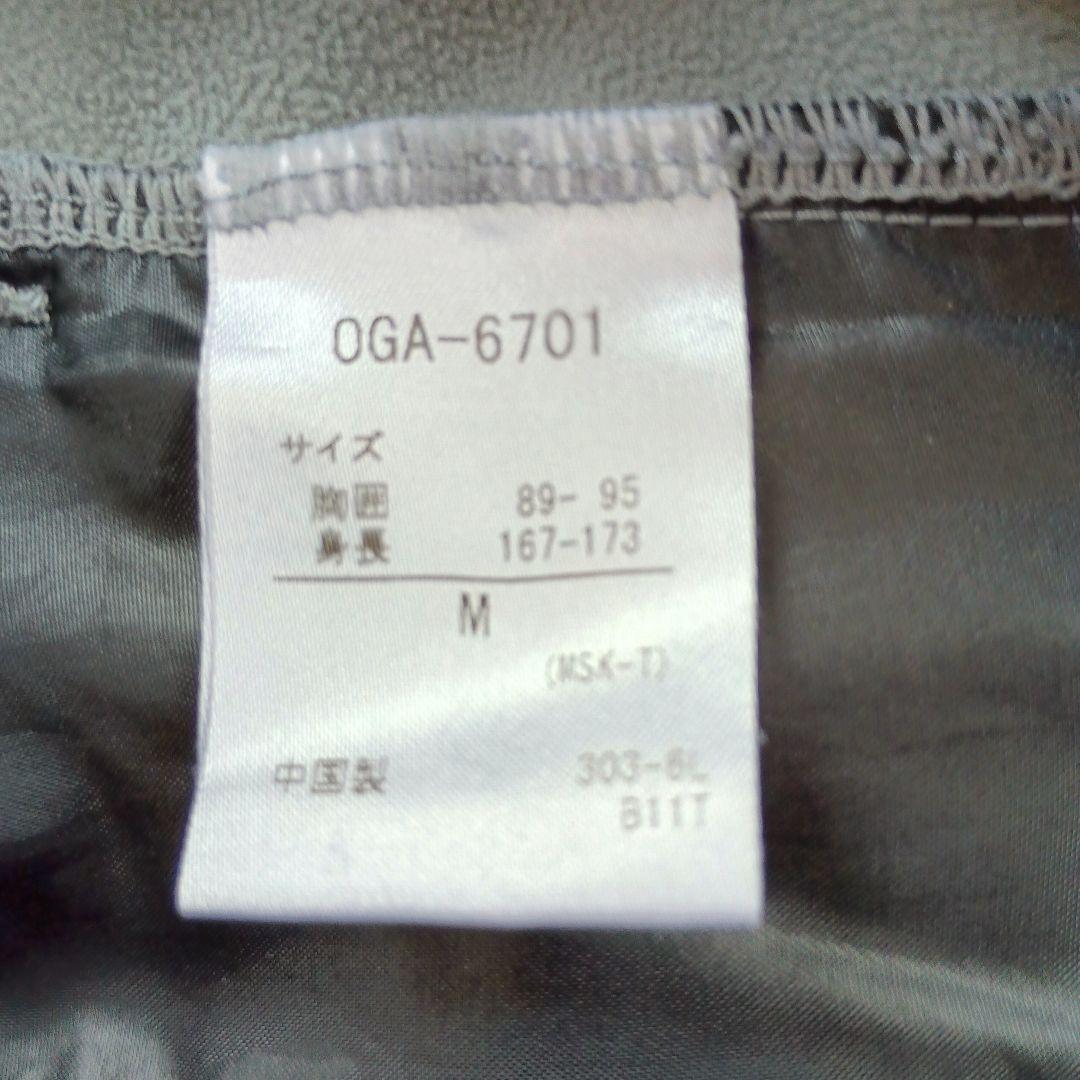 OGA-6701
サイズ
胸囲 89- 95
身長 167-173
M
(MSK-T)
中国製 303-6L
B11T